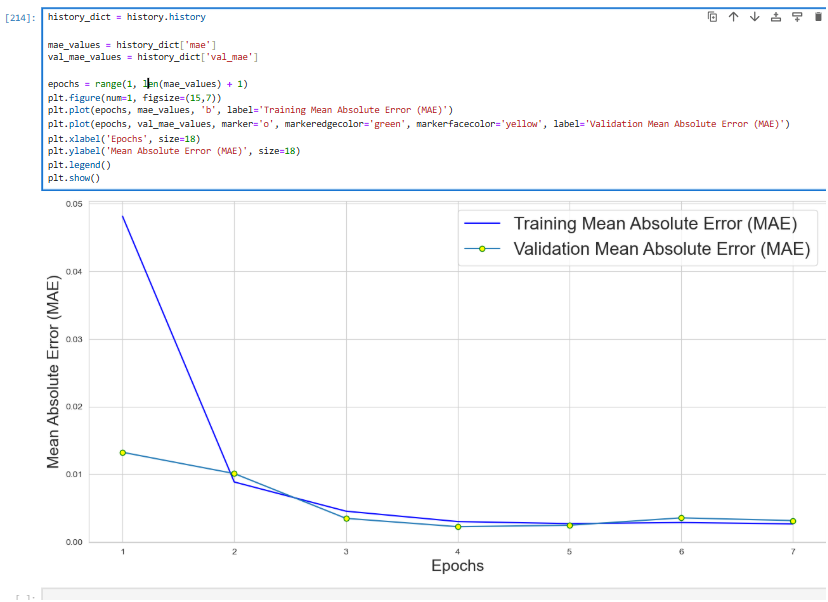 [214]:
history_dict = history.history
mae_values = history_dict['mae']
val_mae_values = history_dict['val_mae']
epochs = range(1, len(mae_values) + 1)
plt.figure(num=1, figsize=(15,7))
plt.plot(epochs, mae_values, 'b', label='Training Mean Absolute Error (MAE)')
plt.plot(epochs, val_mae_values, marker='o', markeredgecolor='green', markerfacecolor='yellow', label='Validation Mean Absolute Error (MAE)')
plt.xlabel('Epochs', size=18)
plt.ylabel('Mean Absolute Error (MAE)', size=18)
plt.legend()
plt.show()
0.05
Training Mean Absolute Error (MAE)
Validation Mean Absolute Error (MAE)
0.04
0.03
0.02
0.01
0.00
Mean Absolute Error (MAE)
1 2 3 4 5 6 7
Epochs
[ ]: